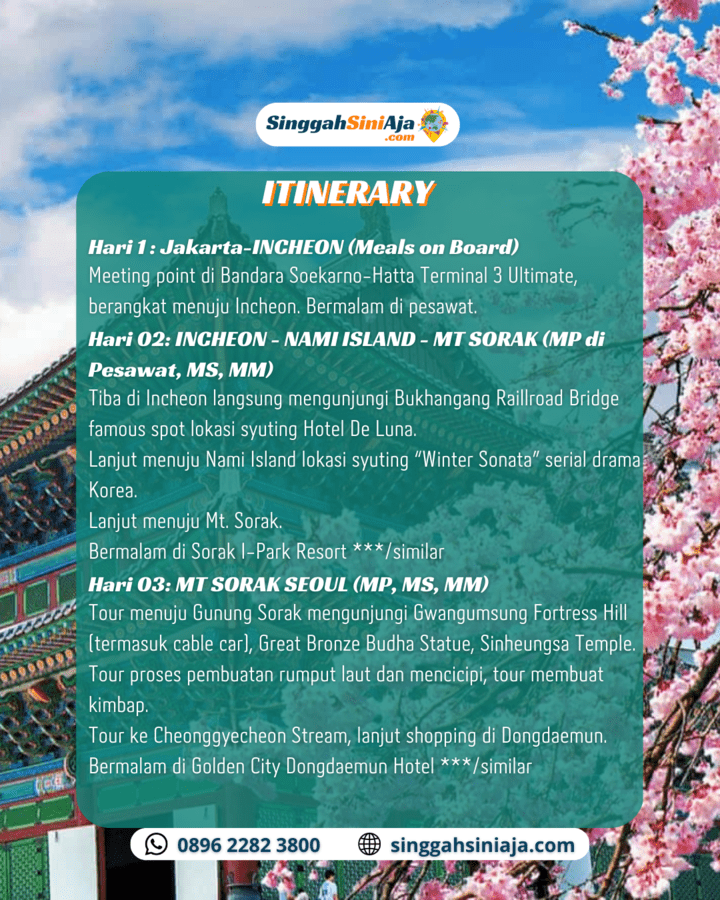 SinggahSiniAja
.com
ITINERARY
Hari 1 : Jakarta-INCHEON (Meals on Board)
Meeting point di Bandara Soekarno-Hatta Terminal 3 Ultimate,
berangkat menuju Incheon. Bermalam di pesawat.
Hari 02: INCHEON - NAMI ISLAND - MT SORAK (MP di
Pesawat, MS, MM)
Tiba di Incheon langsung mengunjungi Bukhangang Raillroad Bridge
famous spot lokasi syuting Hotel De Luna.
Lanjut menuju Nami Island lokasi syuting “Winter Sonata” serial drama
Korea.
Lanjut menuju Mt. Sorak.
Bermalam di Sorak I-Park Resort ***/similar
Hari 03: MT SORAK SEOUL (MP, MS, MM)
Tour menuju Gunung Sorak mengunjungi Gwangumsung Fortress Hill
(termasuk cable car), Great Bronze Budha Statue, Sinheungsa Temple.
Tour proses pembuatan rumput laut dan mencicipi, tour membuat
kimbap.
Tour ke Cheonggyecheon Stream, lanjut shopping di Dongdaemun.
Bermalam di Golden City Dongdaemun Hotel ***/similar
0896 2282 3800
singgahsiniaja.com